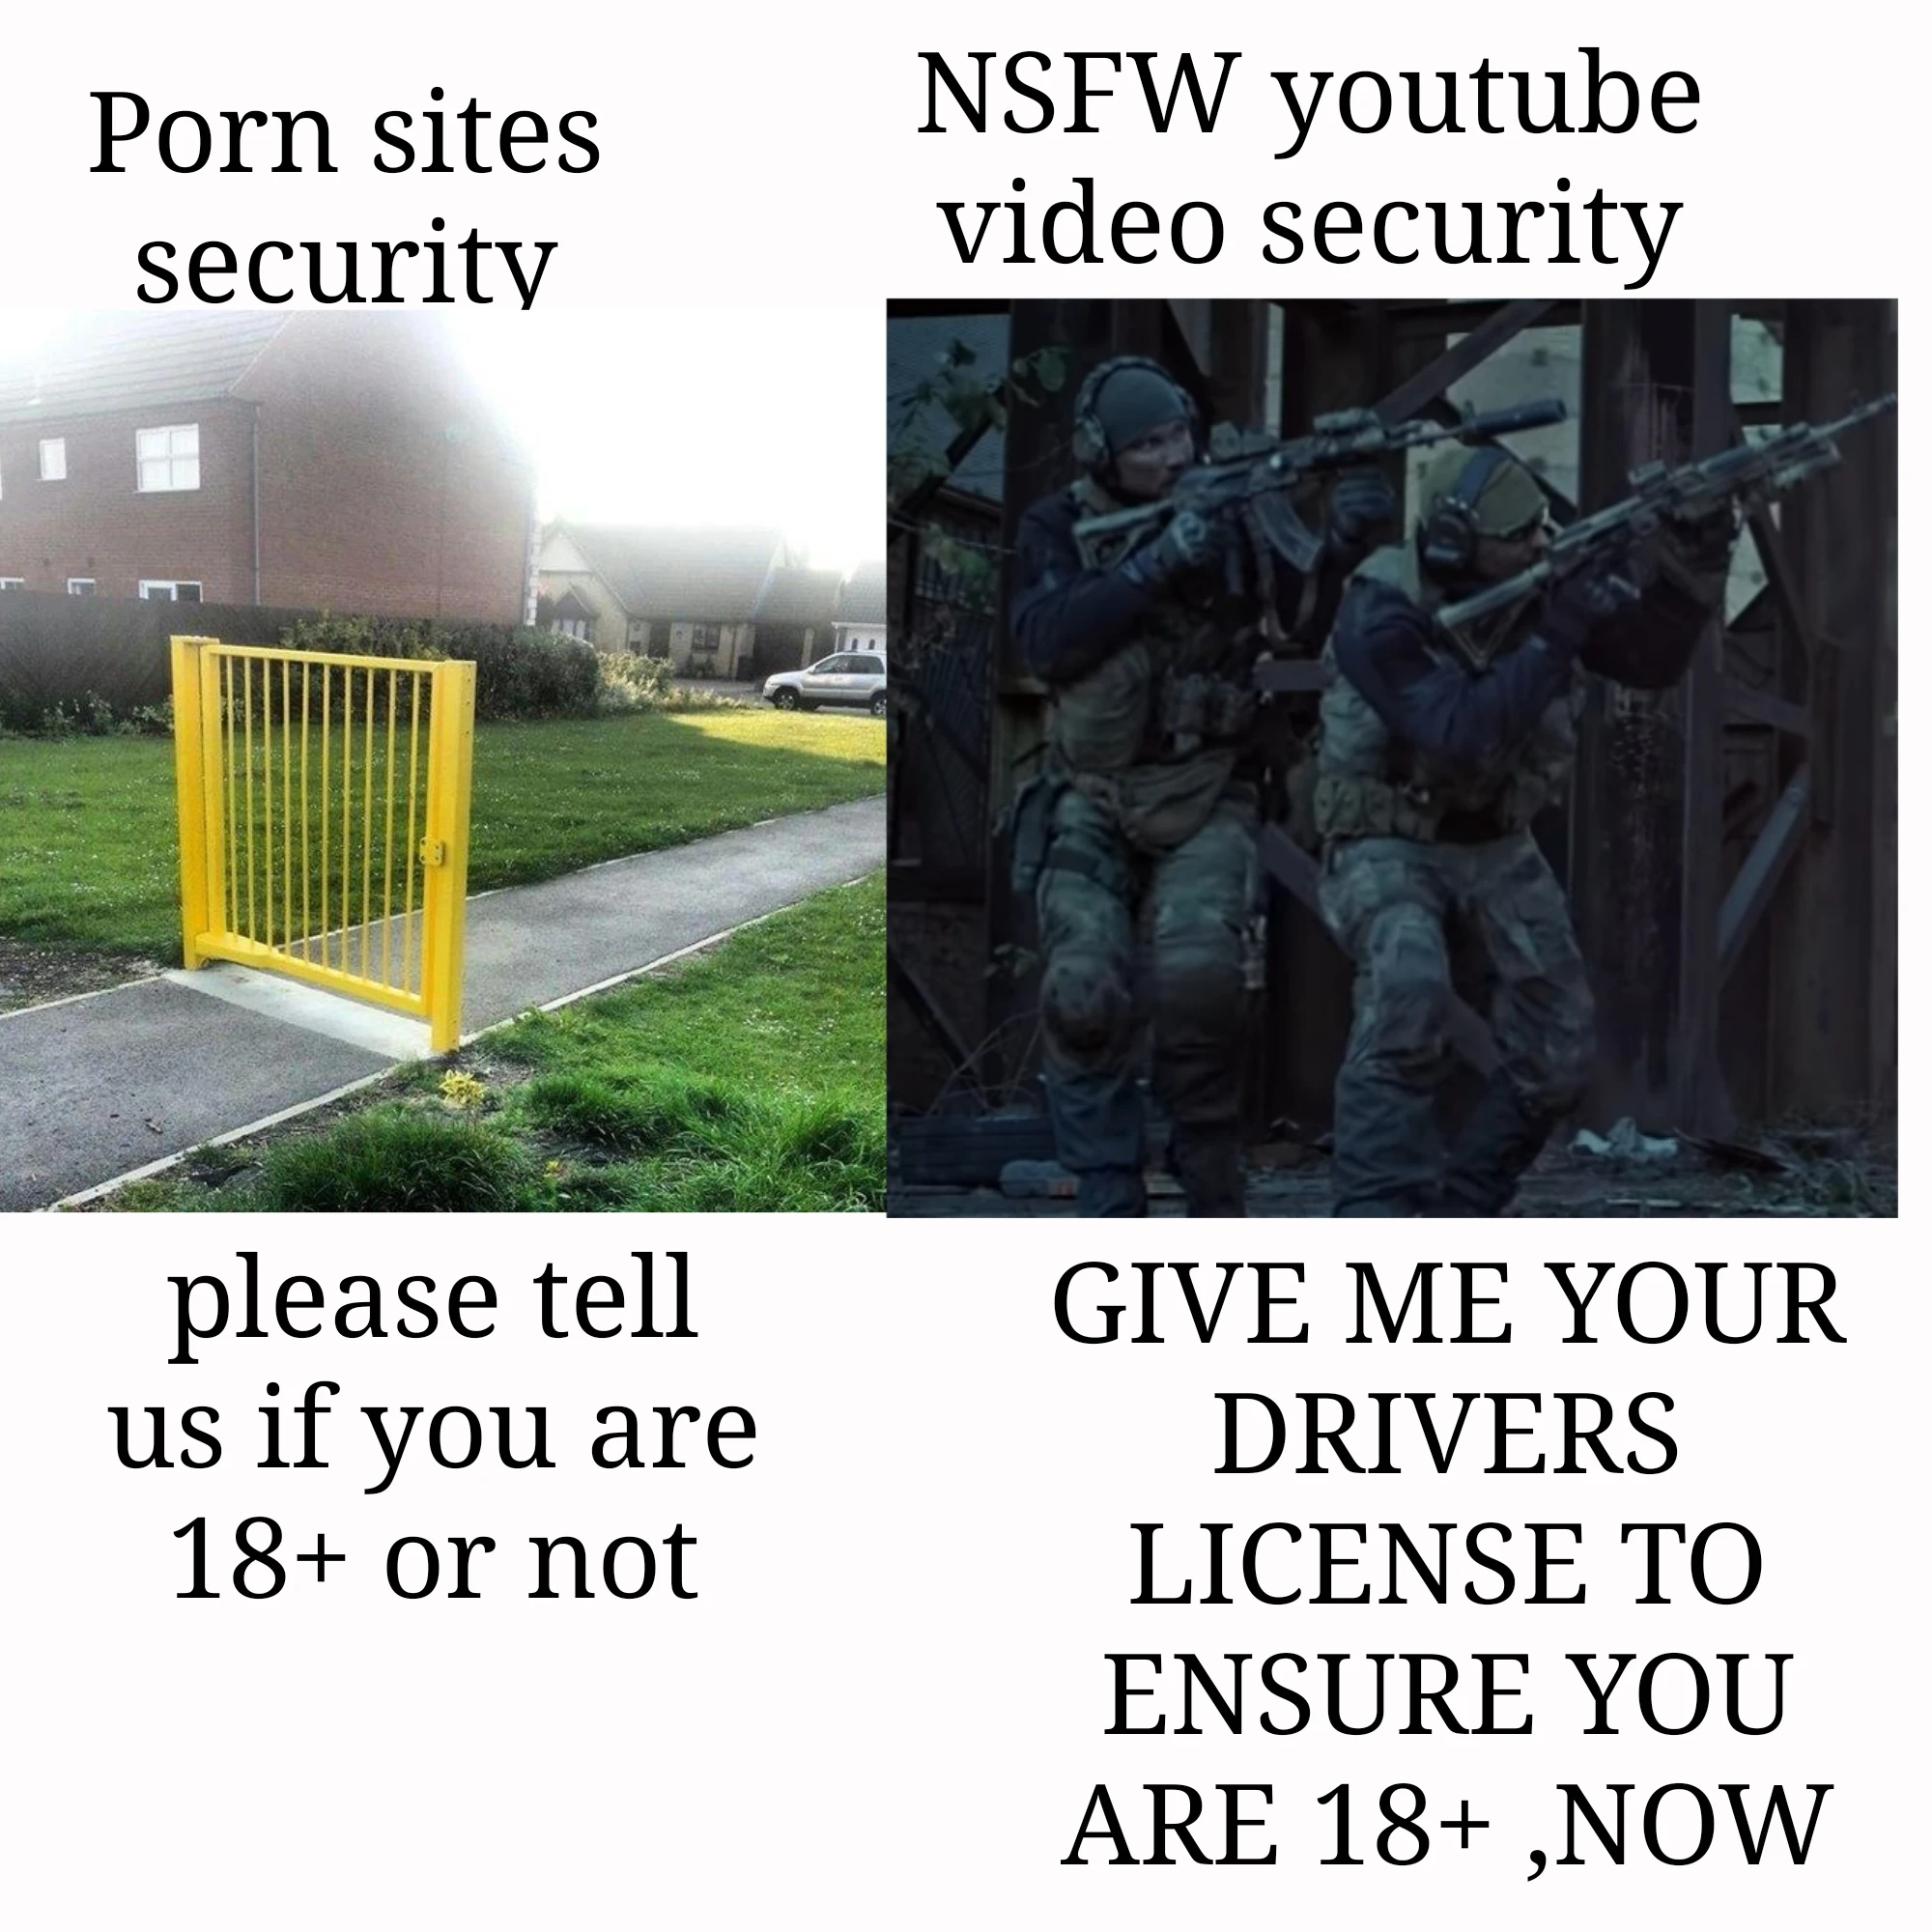 Porn sites
security
NSFW youtube
video security
please tell
us if you are
18+ or not
GIVE ME YOUR
DRIVERS
LICENSE TO
ENSURE YOU
ARE 18+ ,NOW